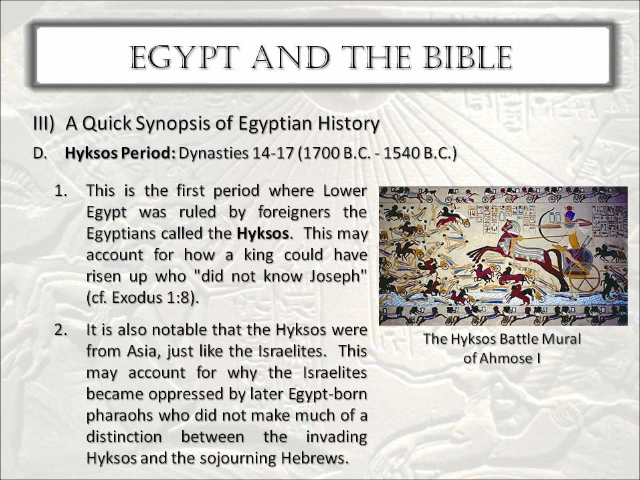 EGYPT AND THE BIBLE
III) A Quick Synopsis of Egyptian History
D. Hyksos Period: Dynasties 14-17 (1700 B.C. - 1540 B.C.)
1. This is the first period where Lower
Egypt was ruled by foreigners the
Egyptians called the Hyksos. This may
account for how a king could have
risen up who "did not know Joseph"
(cf. Exodus 1:8).
2. It is also notable that the Hyksos were
from Asia, just like the Israelites. This
may account for why the Israelites
became oppressed by later Egypt-born
pharaohs who did not make much of a
distinction between the invading
Hyksos and the sojourning Hebrews.
The Hyksos Battle Mural
of Ahmose I